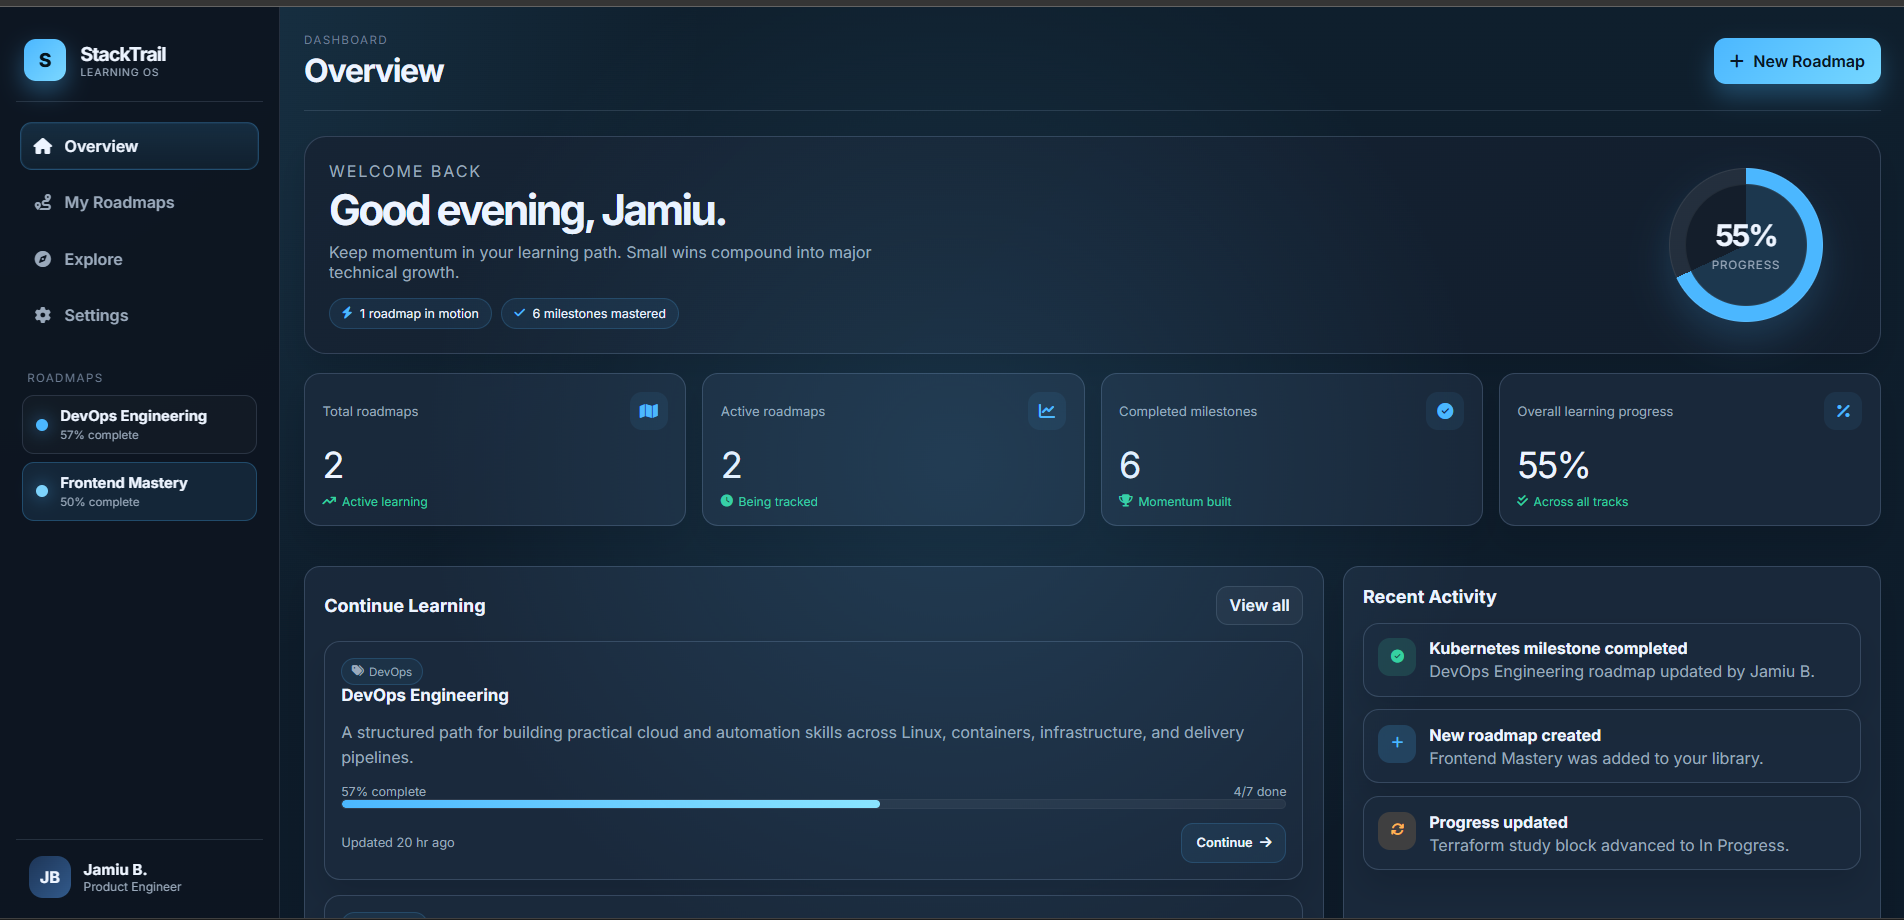 S
StackTrail
LEARNING OS
Overview
My Roadmaps
Explore
Settings
ROADMAPS
DevOps Engineering
57% complete
Frontend Mastery
50% complete
JB
Jamiu B.
Product Engineer
DASHBOARD
Overview
+ New Roadmap
WELCOME BACK
Good evening, Jamiu.
Keep momentum in your learning path. Small wins compound into major
technical growth.
1 roadmap in motion
6 milestones mastered
55%
PROGRESS
Total roadmaps
2
Active learning
Active roadmaps
2
Being tracked
Completed milestones
6
Momentum built
Overall learning progress
55%
Across all tracks
Continue Learning
View all
DevOps
DevOps Engineering
A structured path for building practical cloud and automation skills across Linux, containers, infrastructure, and delivery
pipelines.
57% complete
4/7 done
Updated 20 hr ago
Continue →
Recent Activity
Kubernetes milestone completed
DevOps Engineering roadmap updated by Jamiu B.
New roadmap created
Frontend Mastery was added to your library.
Progress updated
Terraform study block advanced to In Progress.